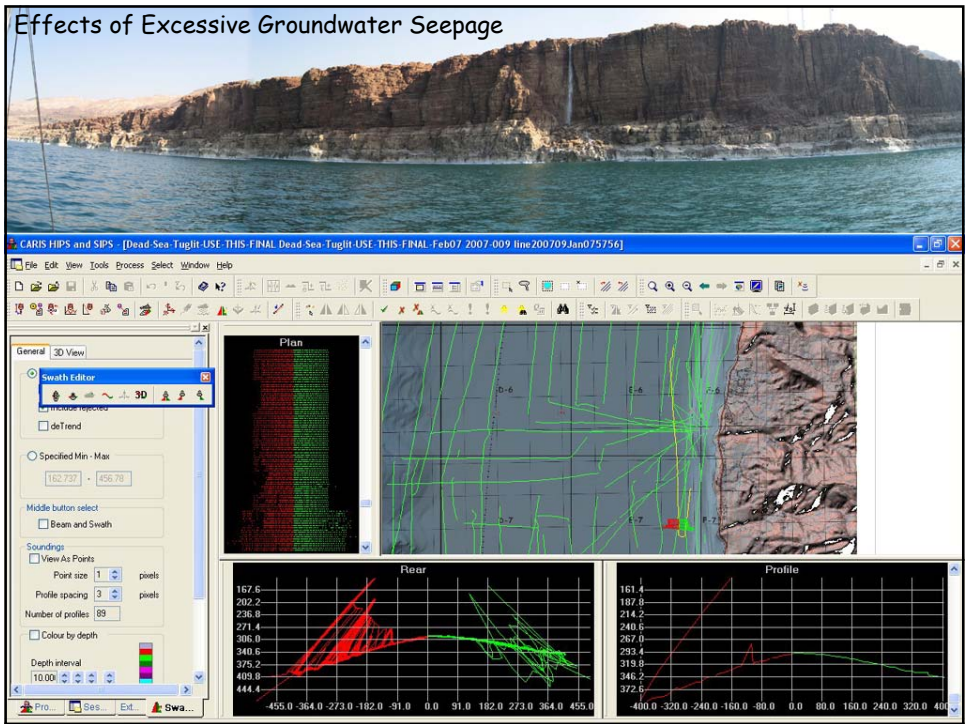 Effects of Excessive Groundwater Seepage
CARIS HIPS and SIPS - [Dead-Sea-Tuglit-USE-THIS-FINAL Dead-Sea-Tuglit-USE-THIS-FINAL-Feb07 2007-009 line200709Jan075756]
File Edit View Tools Process Select Window Help
General 3D View
Swath Editor
3D
Include rejected
deTrend
Specified Min - Max
162.737 - 456.78
Middle button select
Beam and Swath
Soundings
View As Points
Point size 1 pixels
Profile spacing 3 pixels
Number of profiles 89
Colour by depth
Depth interval
10.00
Pro... Ses... Ext... Swa...
Plan
D-6 E-6 F-6
D-7 E-7 F-7
Rear
167.6
202.2
236.8
271.4
306.0
340.6
375.2
409.8
444.4
-455.0 -364.0 -273.0 -182.0 -91.0 0.0 91.0 182.0 273.0 364.0 455.0
Profile
161.4
187.8
214.2
240.6
267.0
293.4
319.8
346.2
372.6
-400.0 -320.0 -240.0 -160.0 -80.0 0.0 80.0 160.0 240.0 320.0 400